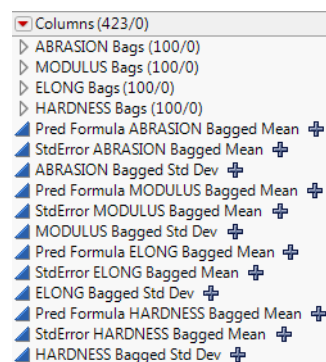 Columns (423/0)
ABRASION Bags (100/0)
MODULUS Bags (100/0)
ELONG Bags (100/0)
HARDNESS Bags (100/0)
Pred Formula ABRASION Bagged Mean
StdError ABRASION Bagged Mean
ABRASION Bagged Std Dev
Pred Formula MODULUS Bagged Mean
StdError MODULUS Bagged Mean
MODULUS Bagged Std Dev
Pred Formula ELONG Bagged Mean
StdError ELONG Bagged Mean
ELONG Bagged Std Dev
Pred Formula HARDNESS Bagged Mean
StdError HARDNESS Bagged Mean
HARDNESS Bagged Std Dev